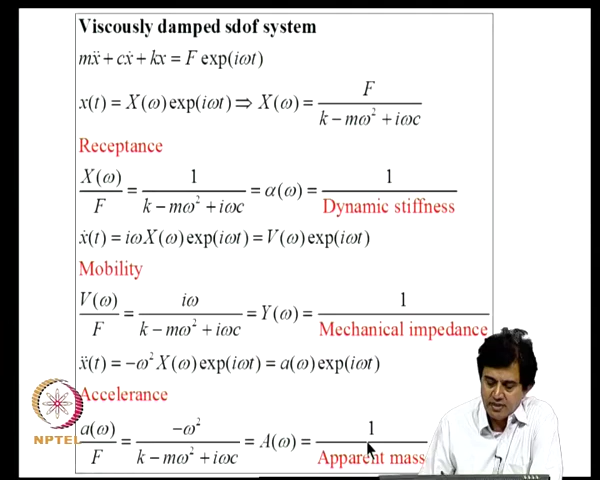 Viscously damped sdof system
mẍ + cẋ + kx = F exp(iωt)
x(t) = X(ω)exp(iωt) ⇒ X(ω) = F / (k − mω² + iωc)
Receptance
X(ω)/F = 1 / (k − mω² + iωc) = α(ω) = 1 / Dynamic stiffness
ẋ(t) = iωX(ω)exp(iωt) = V(ω)exp(iωt)
Mobility
V(ω)/F = iω / (k − mω² + iωc) = Y(ω) = 1 / Mechanical impedance
ẍ(t) = −ω²X(ω)exp(iωt) = a(ω)exp(iωt)
Accelerance
a(ω)/F = −ω² / (k − mω² + iωc) = A(ω) = 1 / Apparent mass
NPTEL